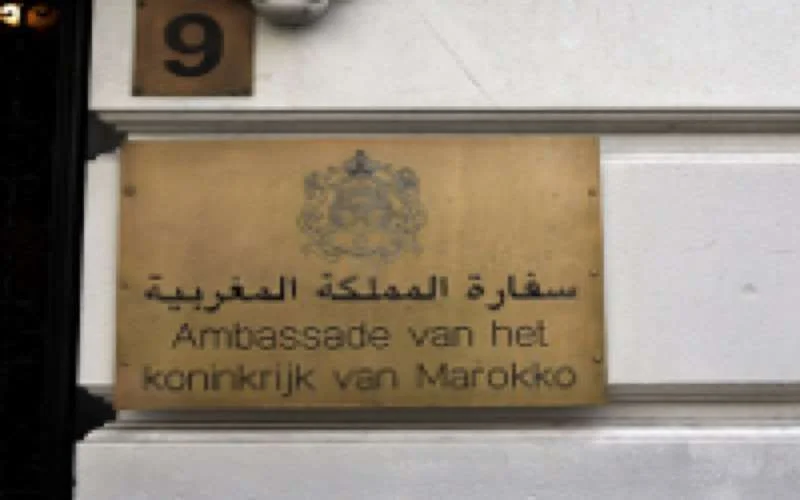 9
سفارة المملكة المغربية
Ambassade van het
koninkrijk van Marokko